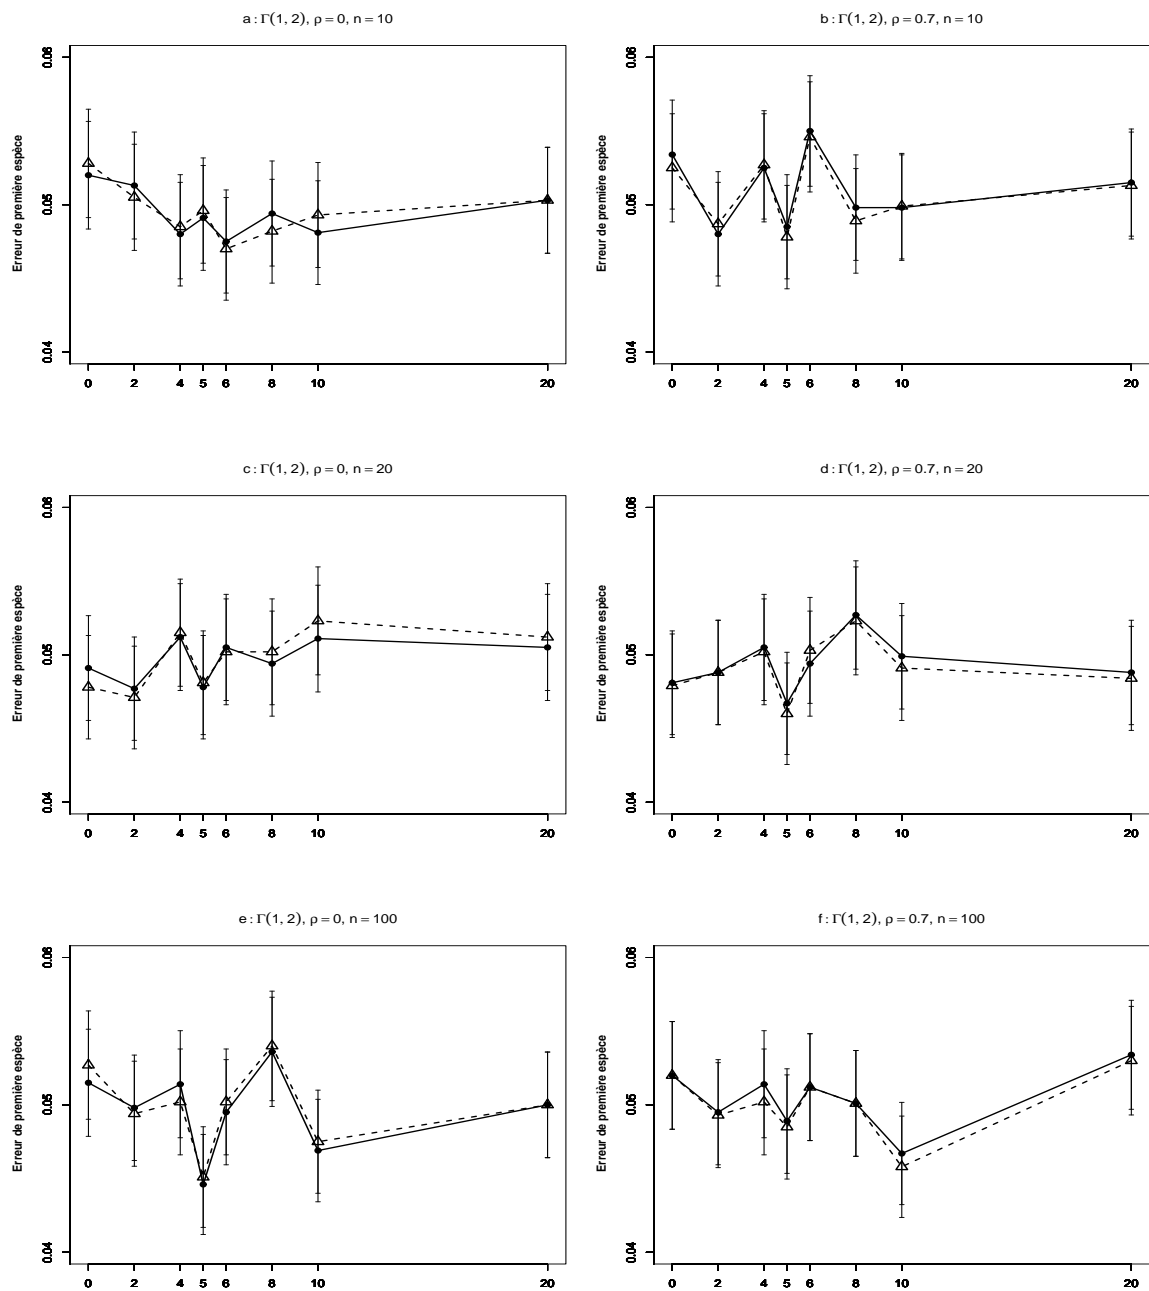 a : Γ(1, 2), ρ = 0, n = 10
b : Γ(1, 2), ρ = 0.7, n = 10
Erreur de première espèce
0.04 0.05 0.06
0 2 4 5 6 8 10 20
Erreur de première espèce
0.04 0.05 0.06
0 2 4 5 6 8 10 20
c : Γ(1, 2), ρ = 0, n = 20
d : Γ(1, 2), ρ = 0.7, n = 20
Erreur de première espèce
0.04 0.05 0.06
0 2 4 5 6 8 10 20
Erreur de première espèce
0.04 0.05 0.06
0 2 4 5 6 8 10 20
e : Γ(1, 2), ρ = 0, n = 100
f : Γ(1, 2), ρ = 0.7, n = 100
Erreur de première espèce
0.04 0.05 0.06
0 2 4 5 6 8 10 20
Erreur de première espèce
0.04 0.05 0.06
0 2 4 5 6 8 10 20